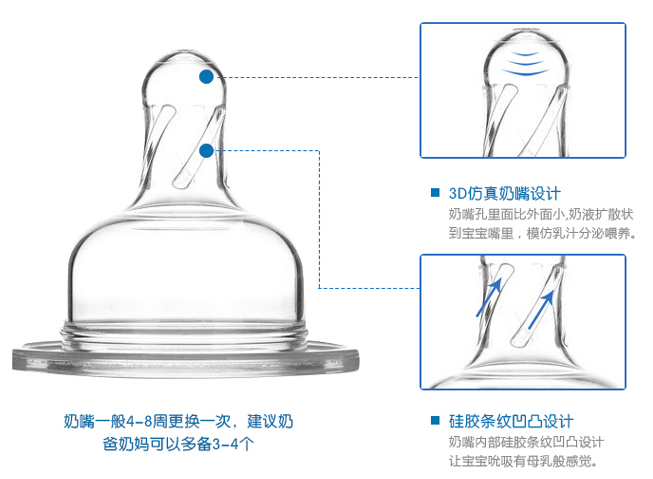 3D仿真奶嘴设计
奶嘴孔里面比外面小,奶液扩散状
到宝宝嘴里，模仿乳汁分泌喂养。
硅胶条纹凹凸设计
奶嘴内部硅胶条纹凹凸设计
让宝宝吮吸有母乳般感觉。
奶嘴一般4-8周更换一次，建议奶
爸奶妈可以多备3-4个